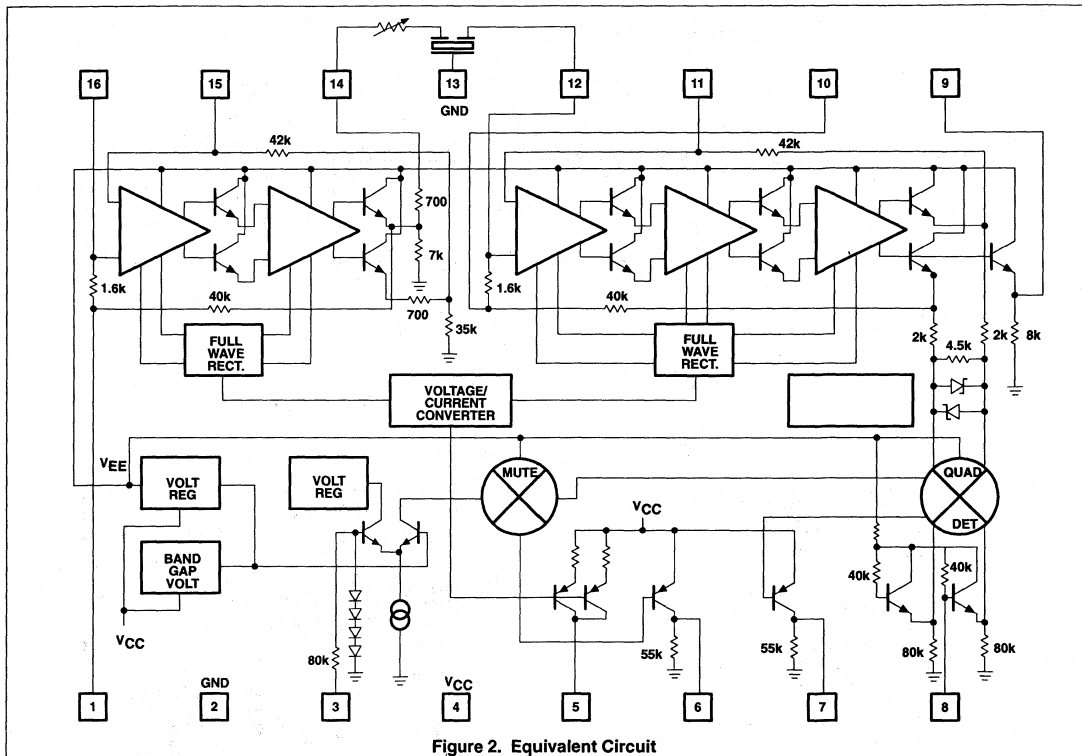 16
15
14
13
12
11
10
9
GND
42k
42k
700
7k
1.6k
40k
700
35k
1.6k
40k
2k
2k
8k
4.5k
FULL
WAVE
RECT.
FULL
WAVE
RECT.
VOLTAGE/
CURRENT
CONVERTER
VEE
VOLT
REG
VOLT
REG
MUTE
QUAD
DET
VCC
BAND
GAP
VOLT
VCC
40k
40k
80k
55k
55k
80k
80k
GND
VCC
1
2
3
4
5
6
7
8
Figure 2. Equivalent Circuit